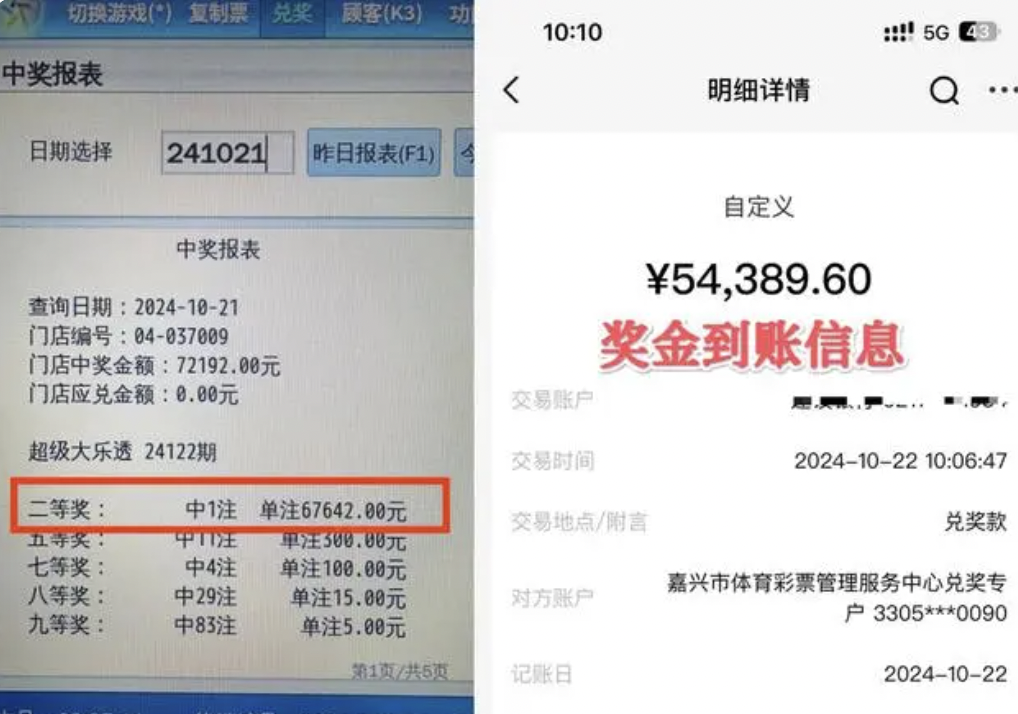 切换游戏(*) 复制票 兑奖 顾客(K3)
中奖报表
日期选择 241021 昨日报表(F1)
中奖报表
查询日期：2024-10-21
门店编号：04-037009
门店中奖金额：72192.00元
门店应兑金额：0.00元
超级大乐透 24122期
二等奖： 中1注 单注67642.00元
五等奖： 中11注 单注300.00元
七等奖： 中4注 单注100.00元
八等奖： 中29注 单注15.00元
九等奖： 中83注 单注5.00元
第1页/共5页
10:10 5G 43
明细详情
自定义
¥54,389.60
奖金到账信息
交易账户
交易时间 2024-10-22 10:06:47
交易地点/附言 兑奖款
对方账户 嘉兴市体育彩票管理服务中心兑奖专
户 3305***0090
记账日 2024-10-22